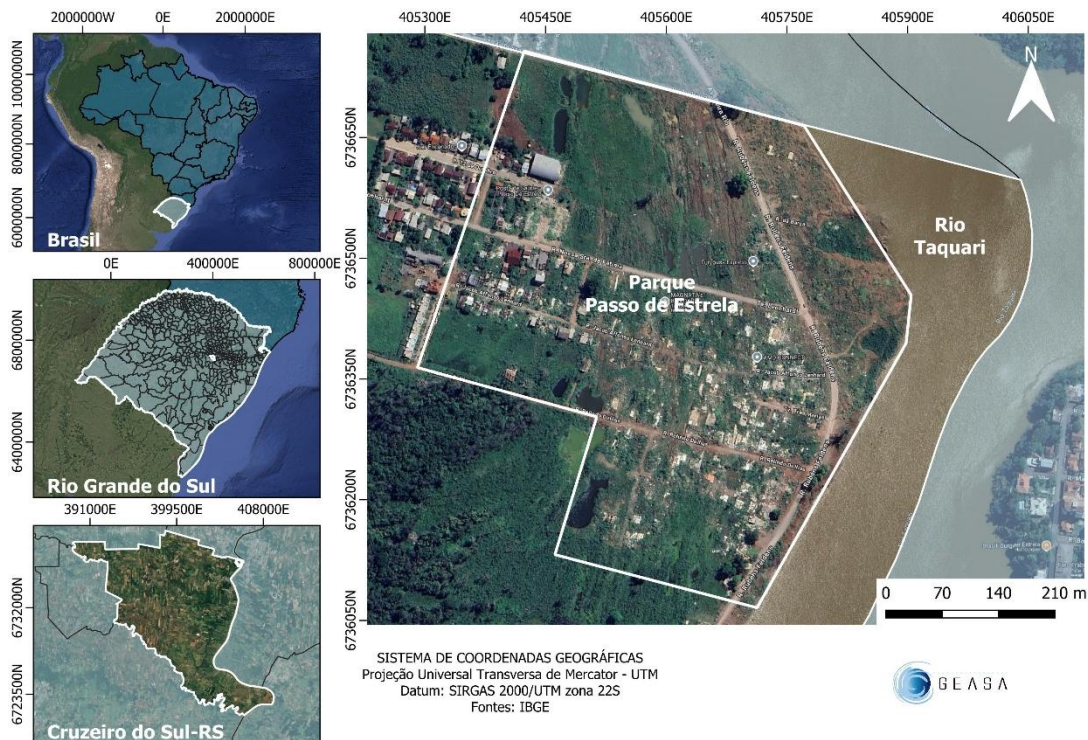 2000000W 0E 2000000E
10000000N
8000000N
6000000N
Brasil
0E 400000E 800000E
6800000N
6400000N
Rio Grande do Sul
391000E 399500E 408000E
6732000N
6723500N
Cruzeiro do Sul-RS
405300E 405450E 405600E 405750E 405900E 406050E
6736650N
6736500N
6736350N
6736200N
6736050N
N
Rio
Taquari
Parque
Passo de Estrela
0 70 140 210 m
SISTEMA DE COORDENADAS GEOGRÁFICAS
Projeção Universal Transversa de Mercator - UTM
Datum: SIRGAS 2000/UTM zona 22S
Fontes: IBGE
GEASA